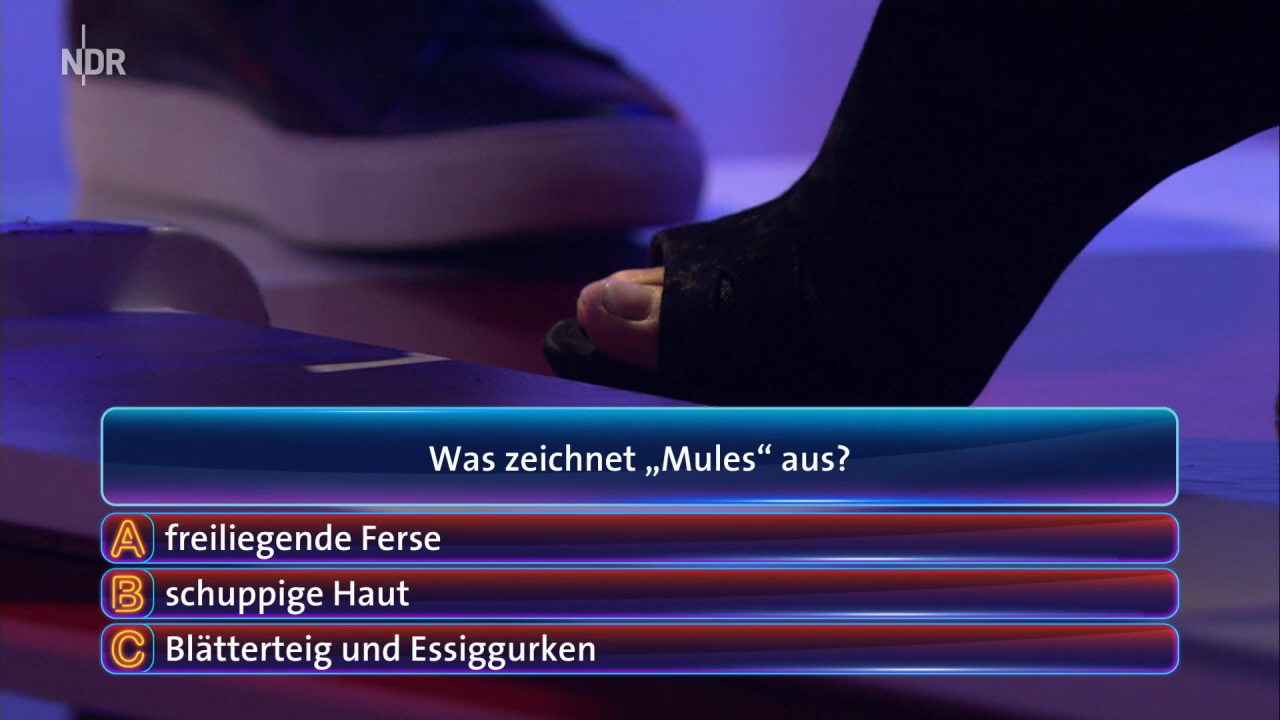 NDR
Was zeichnet „Mules“ aus?
A freiliegende Ferse
B schuppige Haut
C Blätterteig und Essiggurken